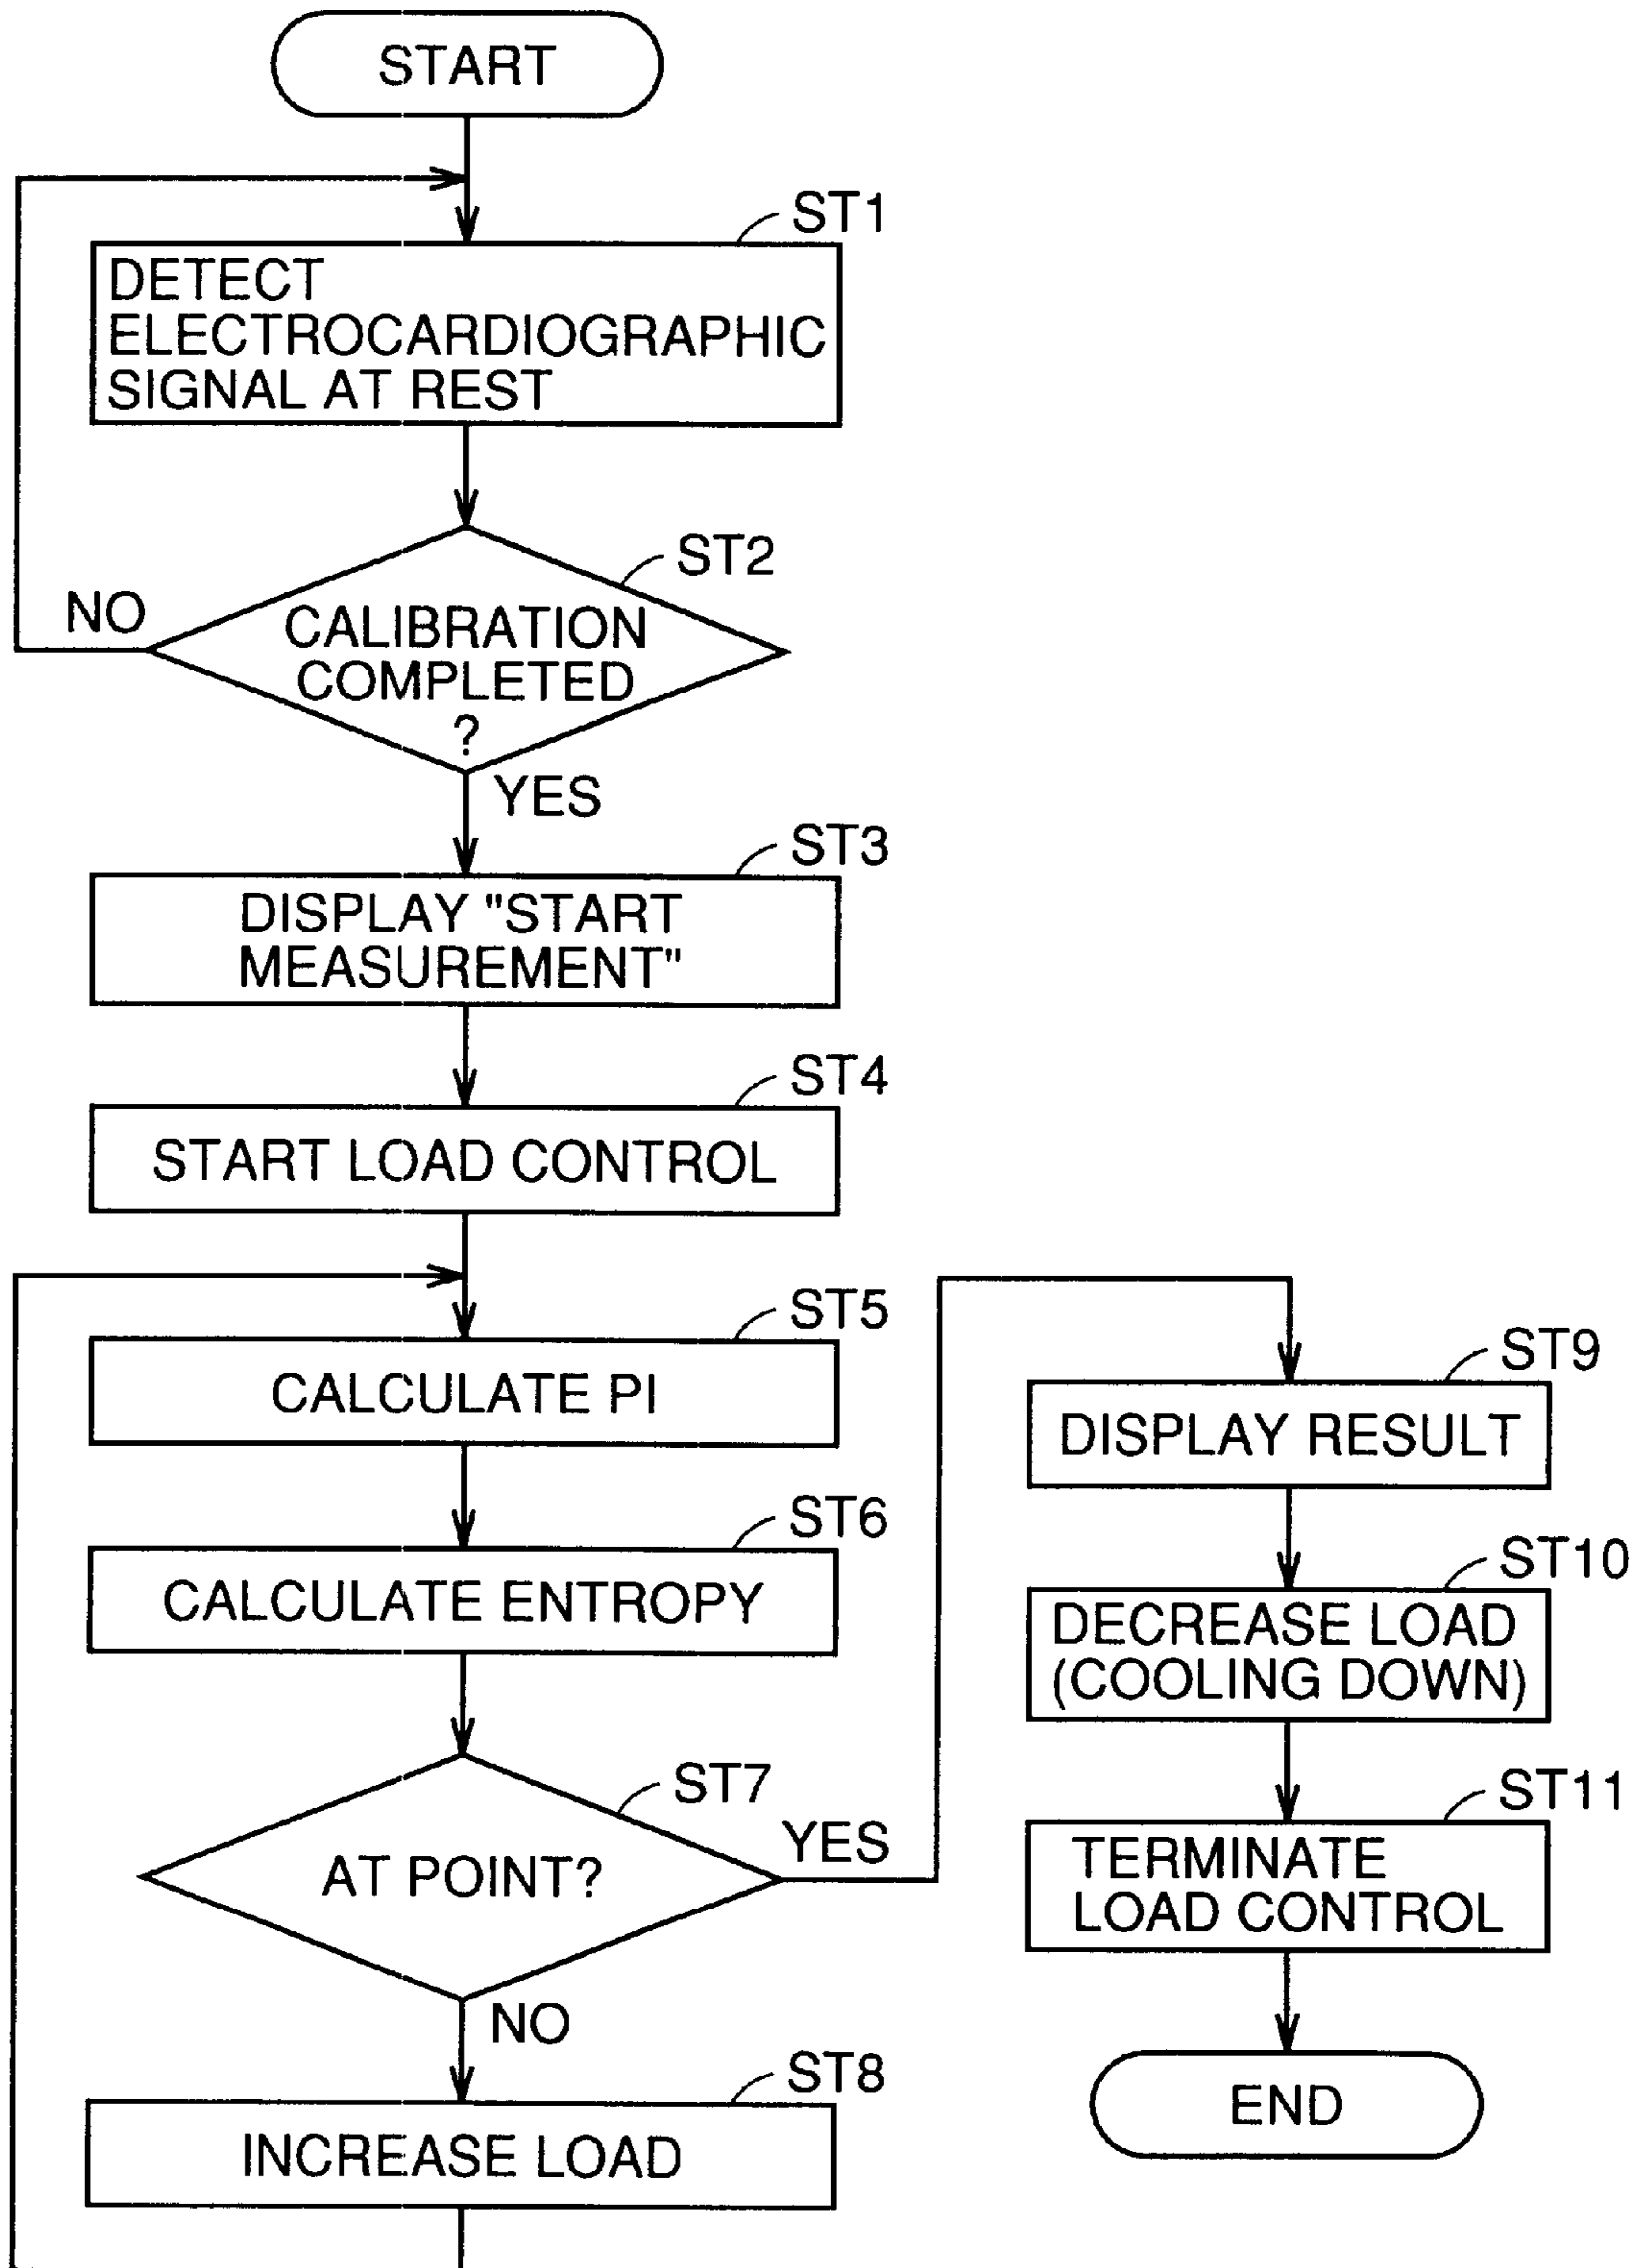 START
ST1
DETECT
ELECTROCARDIOGRAPHIC
SIGNAL AT REST
ST2
NO
CALIBRATION
COMPLETED
?
YES
ST3
DISPLAY "START
MEASUREMENT"
ST4
START LOAD CONTROL
ST5
CALCULATE PI
ST6
CALCULATE ENTROPY
ST7
YES
AT POINT?
NO
ST8
INCREASE LOAD
ST9
DISPLAY RESULT
ST10
DECREASE LOAD
(COOLING DOWN)
ST11
TERMINATE
LOAD CONTROL
END